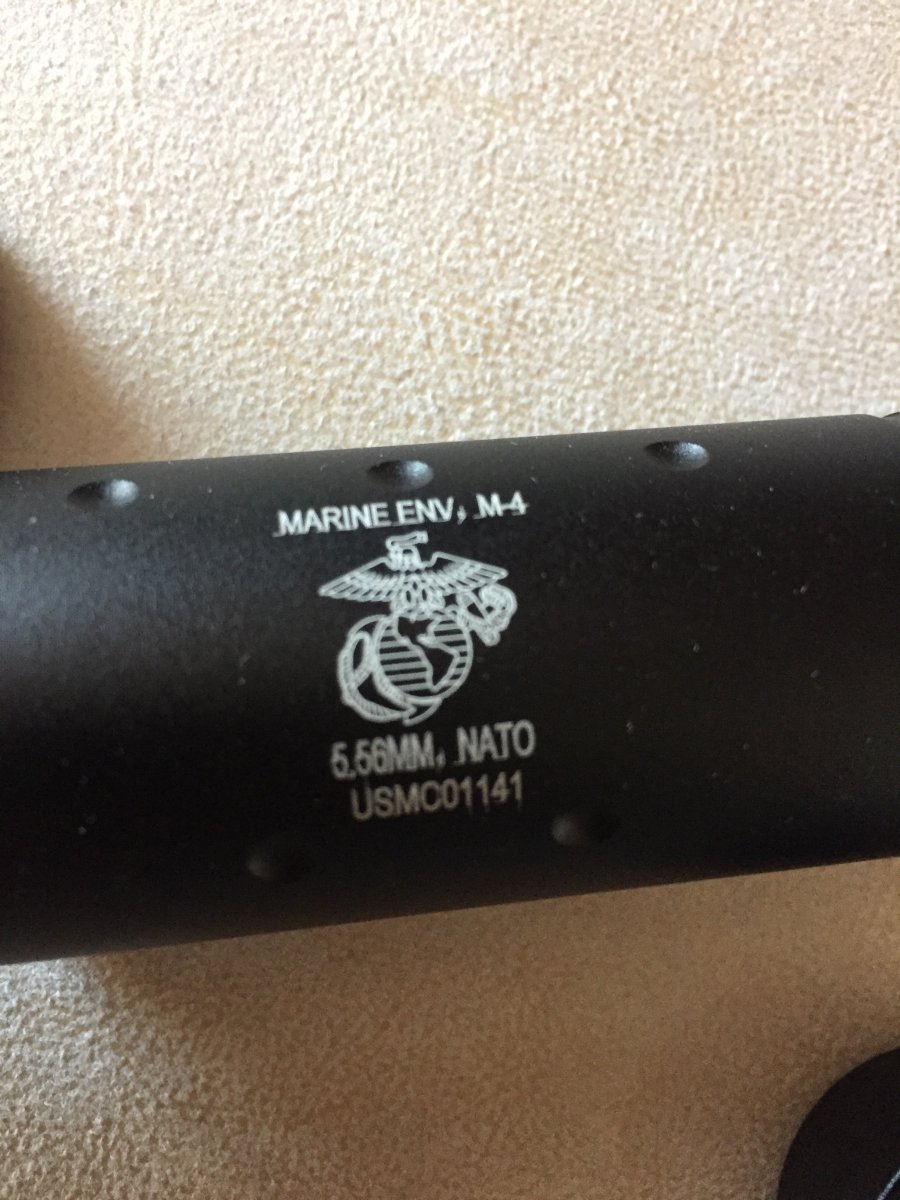 MARINE ENV, M-4
5.56MM, NATO
USMC01141